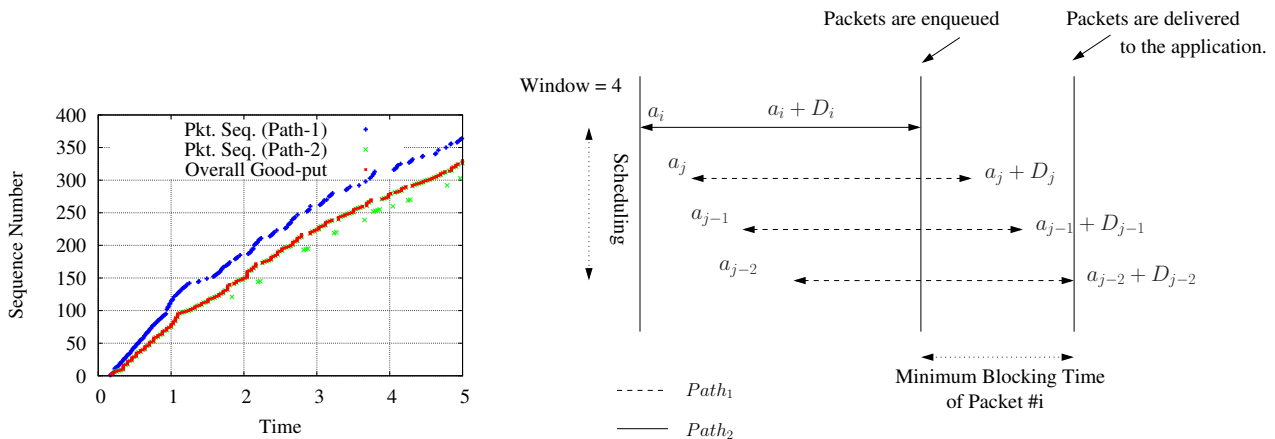 Sequence Number
400
350
300
250
200
150
100
50
0
0 1 2 3 4 5
Time
Pkt. Seq. (Path-1)
Pkt. Seq. (Path-2)
Overall Good-put
Packets are enqueued
Packets are delivered
to the application.
Window = 4
Scheduling
a_i a_i + D_i
a_j a_j + D_j
a_{j-1} a_{j-1} + D_{j-1}
a_{j-2} a_{j-2} + D_{j-2}
Minimum Blocking Time
of Packet #i
Path_1
Path_2